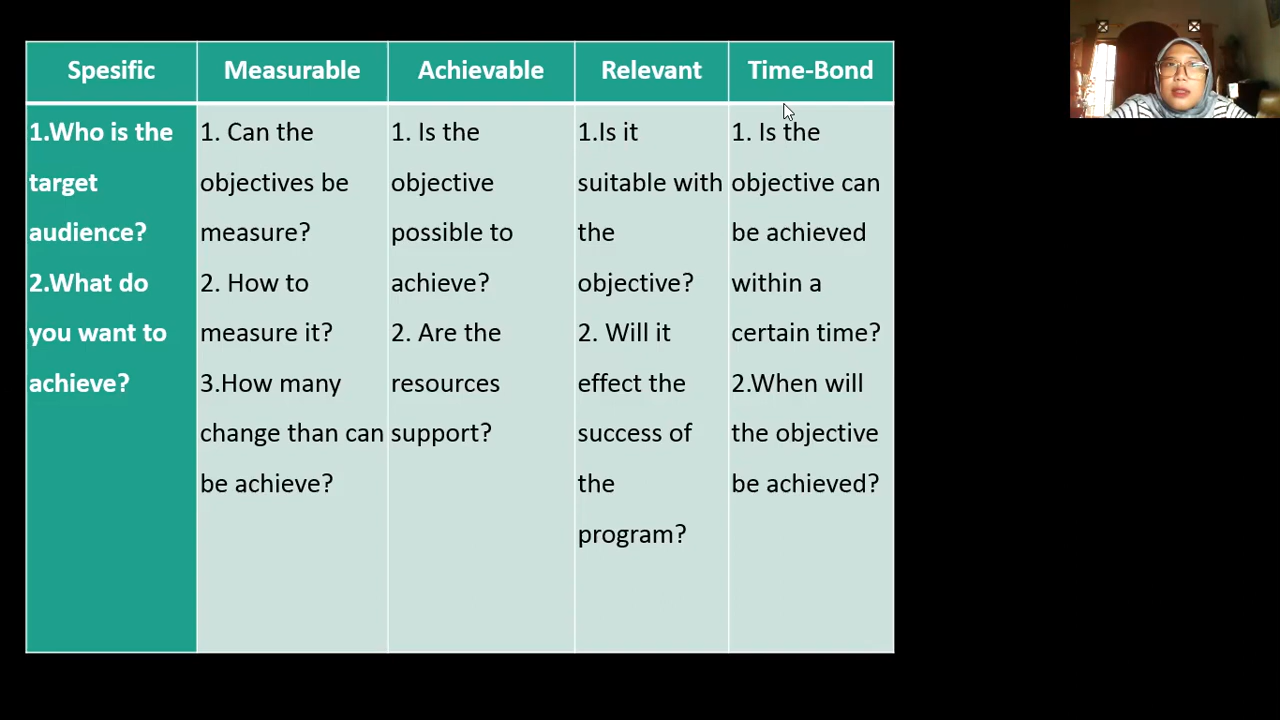 Spesific
Measurable
Achievable
Relevant
Time-Bond
1.Who is the
target
audience?
2.What do
you want to
achieve?
1. Can the
objectives be
measure?
2. How to
measure it?
3.How many
change than can
be achieve?
1. Is the
objective
possible to
achieve?
2. Are the
resources
support?
1.Is it
suitable with
the
objective?
2. Will it
effect the
success of
the
program?
1. Is the
objective can
be achieved
within a
certain time?
2.When will
the objective
be achieved?